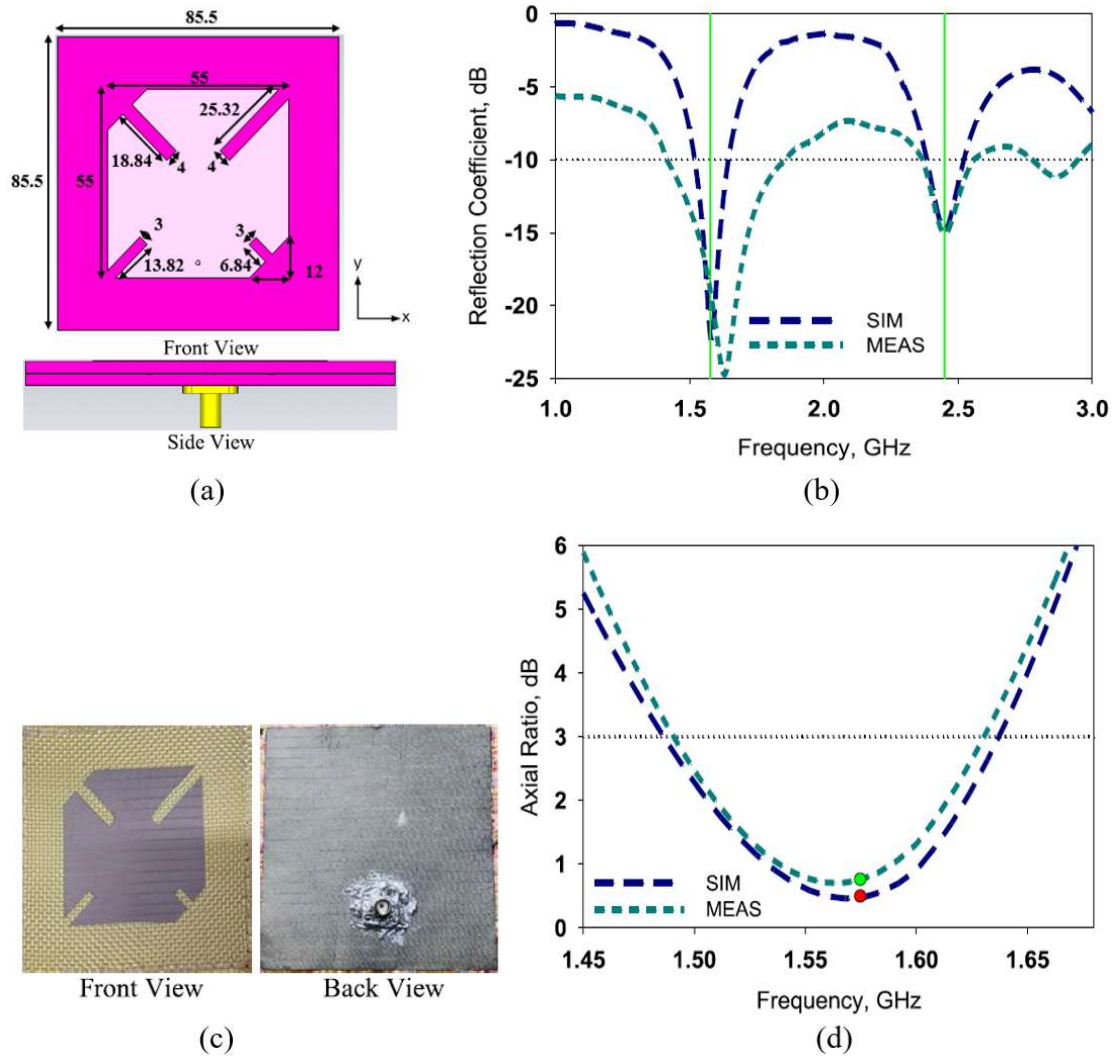 85.5
55
25.32
18.84
4
4
85.5
55
3
3
13.82
6.84
12
y
x
Front View
Side View
(a)
0
-5
-10
-15
-20
-25
Reflection Coefficient, dB
SIM
MEAS
1.0
1.5
2.0
2.5
3.0
Frequency, GHz
(b)
Front View
Back View
(c)
6
5
4
3
2
1
0
Axial Ratio, dB
SIM
MEAS
1.45
1.50
1.55
1.60
1.65
Frequency, GHz
(d)